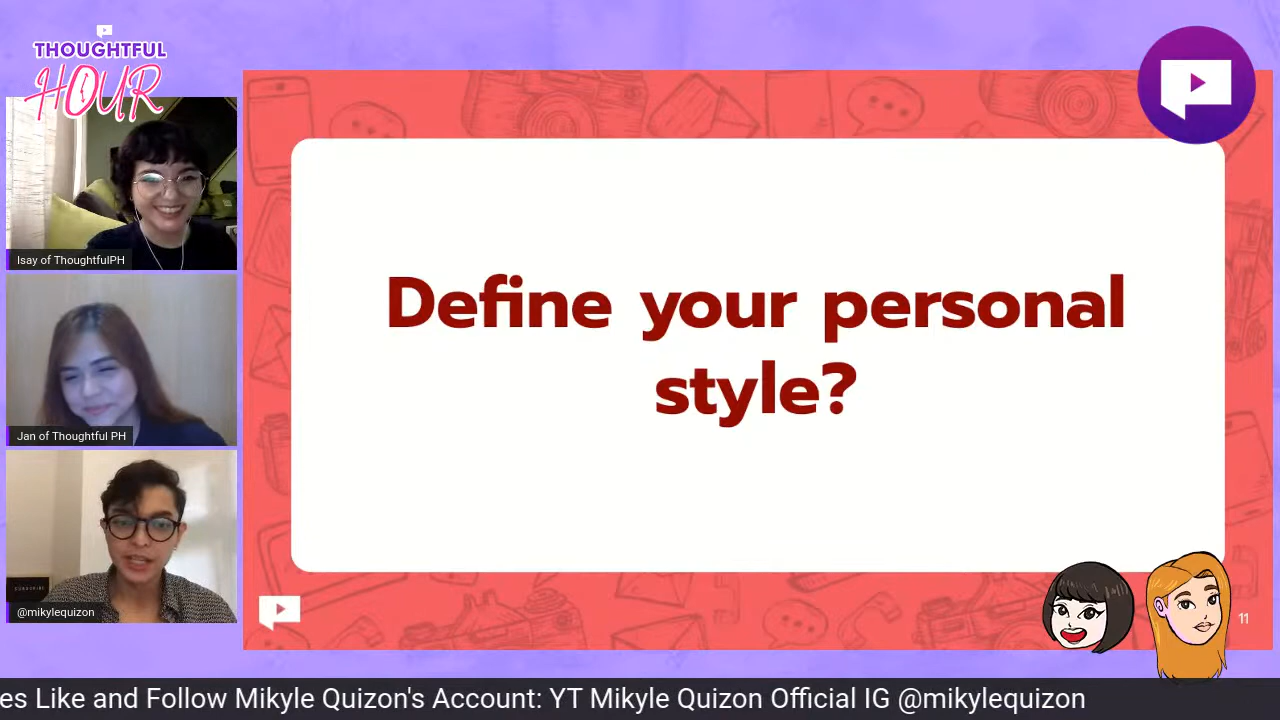 THOUGHTFUL
HOUR
Isay of ThoughtfulPH
Jan of Thoughtful PH
@mikylequizon
Define your personal
style?
11
es Like and Follow Mikyle Quizon's Account: YT Mikyle Quizon Official IG @mikylequizon